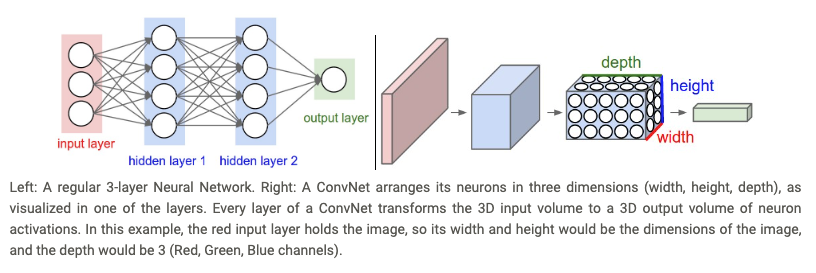 input layer
hidden layer 1
hidden layer 2
output layer
depth
height
width
Left: A regular 3-layer Neural Network. Right: A ConvNet arranges its neurons in three dimensions (width, height, depth), as
visualized in one of the layers. Every layer of a ConvNet transforms the 3D input volume to a 3D output volume of neuron
activations. In this example, the red input layer holds the image, so its width and height would be the dimensions of the image,
and the depth would be 3 (Red, Green, Blue channels).